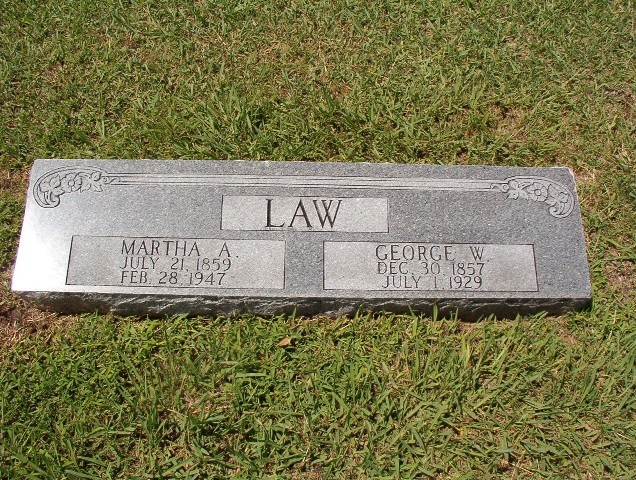 LAW
MARTHA A.
JULY 21, 1859
FEB. 28, 1947
GEORGE W.
DEC. 30, 1857
JULY 1, 1929